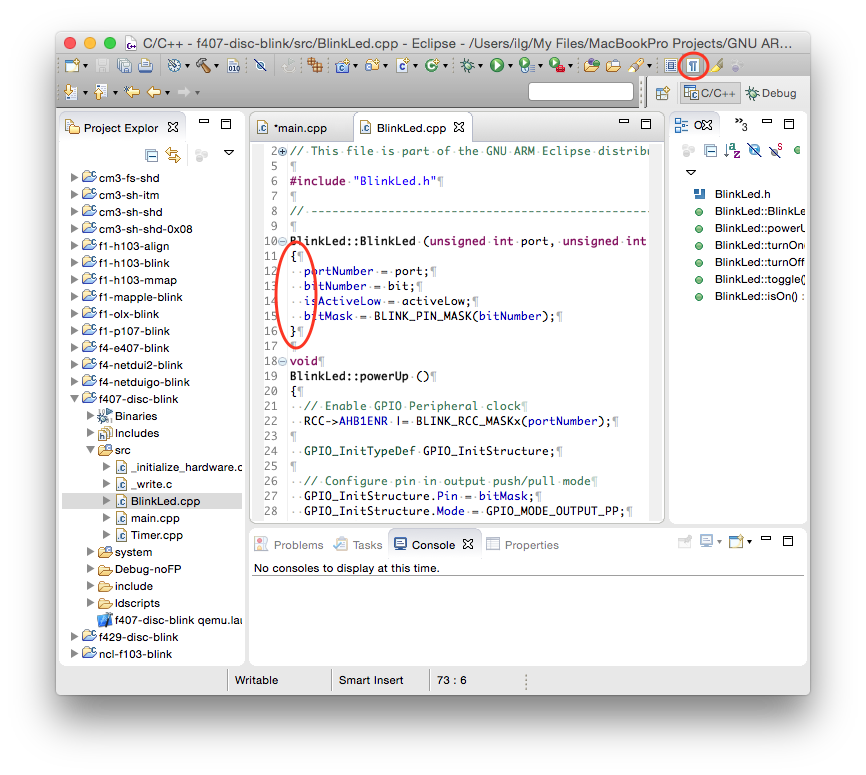 C/C++ - f407-disc-blink/src/BlinkLed.cpp - Eclipse - /Users/ilg/My Files/MacBookPro Projects/GNU AR…
C/C++
Debug
Project Explor
cm3-fs-shd
cm3-sh-itm
cm3-sh-shd
cm3-sh-shd-0x08
f1-h103-align
f1-h103-blink
f1-h103-mmap
f1-mapple-blink
f1-olx-blink
f1-p107-blink
f4-e407-blink
f4-netdui2-blink
f4-netduigo-blink
f407-disc-blink
Binaries
Includes
src
_initialize_hardware.c
_write.c
BlinkLed.cpp
main.cpp
Timer.cpp
system
Debug-noFP
include
ldscripts
f407-disc-blink qemu.lau
f429-disc-blink
ncl-f103-blink
*main.cpp
BlinkLed.cpp
2 // This file is part of the GNU ARM Eclipse distribu
5 ¶
6 #include "BlinkLed.h"¶
7 ¶
8 // ----------------------------------------
9 ¶
10 BlinkLed::BlinkLed (unsigned int port, unsigned int
11 {¶
12 portNumber = port;¶
13 bitNumber = bit;¶
14 isActiveLow = activeLow;¶
15 bitMask = BLINK_PIN_MASK(bitNumber);¶
16 }¶
17 ¶
18 void¶
19 BlinkLed::powerUp ()¶
20 {¶
21 // Enable GPIO Peripheral clock¶
22 RCC->AHB1ENR |= BLINK_RCC_MASKx(portNumber);¶
23 ¶
24 GPIO_InitTypeDef GPIO_InitStructure;¶
25 ¶
26 // Configure pin in output push/pull mode¶
27 GPIO_InitStructure.Pin = bitMask;¶
28 GPIO_InitStructure.Mode = GPIO_MODE_OUTPUT_PP;¶
»3
BlinkLed.h
BlinkLed::BlinkLe
BlinkLed::powerU
BlinkLed::turnOn(
BlinkLed::turnOff
BlinkLed::toggle()
BlinkLed::isOn() :
Problems
Tasks
Console
Properties
No consoles to display at this time.
Writable
Smart Insert
73 : 6